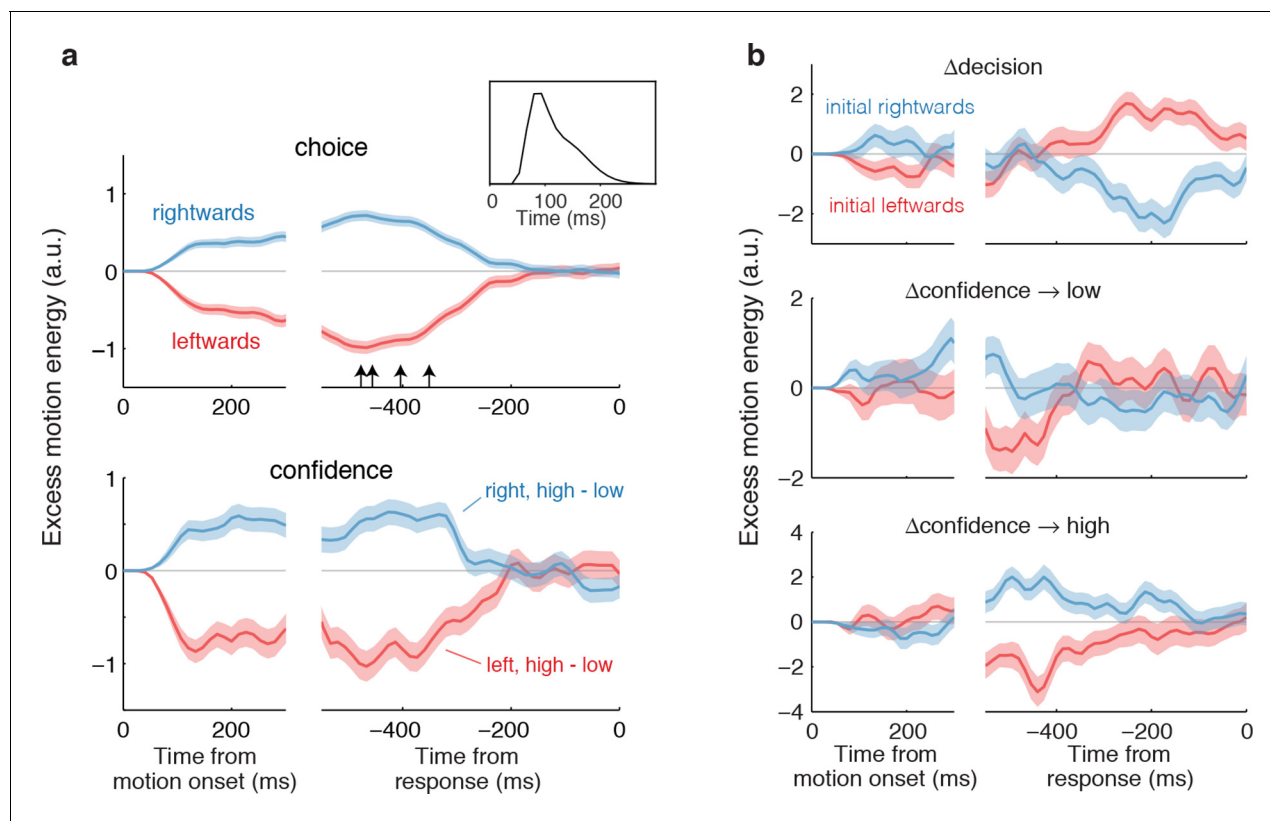 a
choice
Excess motion energy (a.u.)
1
0
−1
rightwards
leftwards
0
200
−400
−200
0
0
100
200
Time (ms)
confidence
1
0
−1
right, high - low
left, high - low
0
200
−400
−200
0
Time from
motion onset (ms)
Time from
response (ms)
b
Δdecision
Excess motion energy (a.u.)
2
0
−2
initial rightwards
initial leftwards
Δconfidence → low
2
0
−2
Δconfidence → high
4
2
0
−2
−4
0
200
−400
−200
0
Time from
motion onset (ms)
Time from
response (ms)